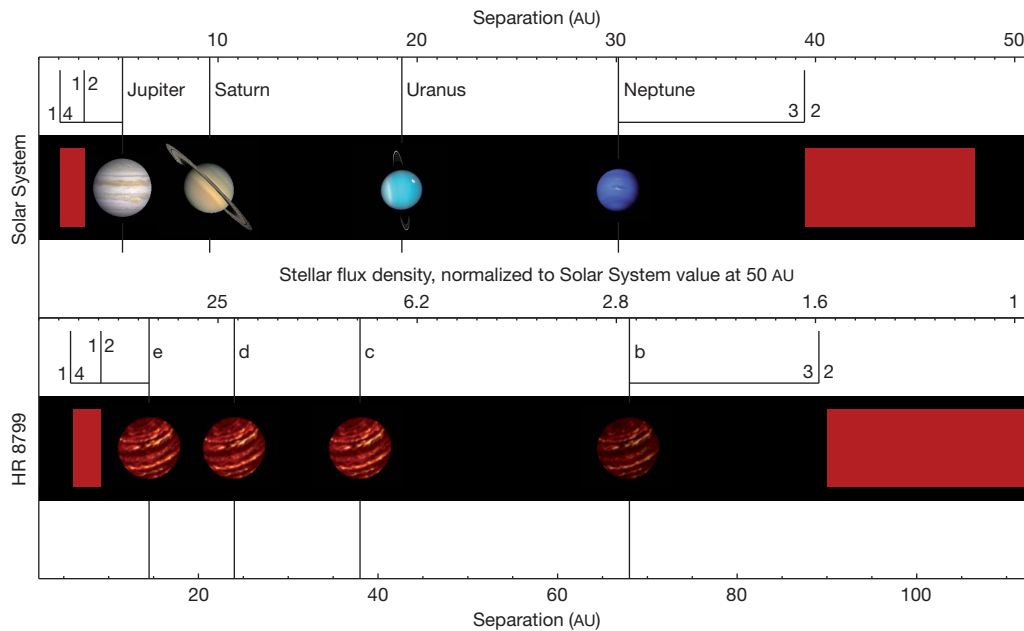 Separation (AU)
10 20 30 40 50
1 2 Jupiter Saturn Uranus Neptune
1 4 3 2
Solar System
Stellar flux density, normalized to Solar System value at 50 AU
25 6.2 2.8 1.6 1
1 2 e d c b
1 4 3 2
HR 8799
20 40 60 80 100
Separation (AU)